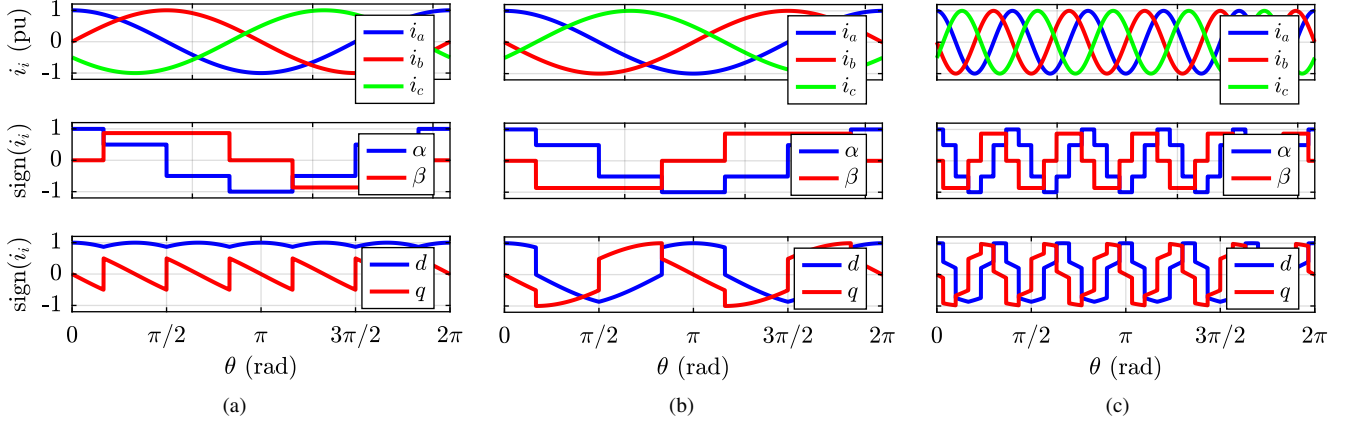 i_i (pu)
1
0
-1
i_a
i_b
i_c
sign(i_i)
1
0
-1
α
β
sign(i_i)
1
0
-1
d
q
0
π/2
π
3π/2
2π
θ (rad)
(a)
i_a
i_b
i_c
α
β
d
q
0
π/2
π
3π/2
2π
θ (rad)
(b)
i_a
i_b
i_c
α
β
d
q
0
π/2
π
3π/2
2π
θ (rad)
(c)